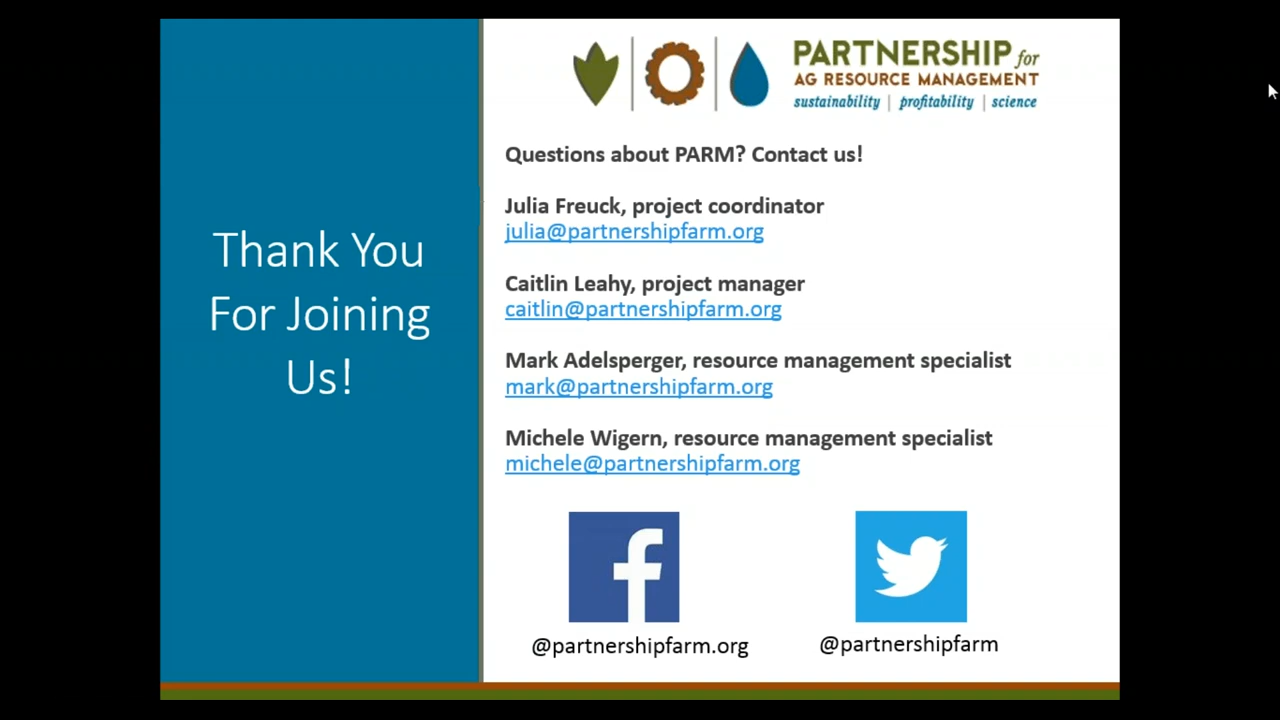 Thank You
For Joining
Us!
PARTNERSHIP for
AG RESOURCE MANAGEMENT
sustainability | profitability | science
Questions about PARM? Contact us!
Julia Freuck, project coordinator
julia@partnershipfarm.org
Caitlin Leahy, project manager
caitlin@partnershipfarm.org
Mark Adelsperger, resource management specialist
mark@partnershipfarm.org
Michele Wigern, resource management specialist
michele@partnershipfarm.org
@partnershipfarm.org
@partnershipfarm